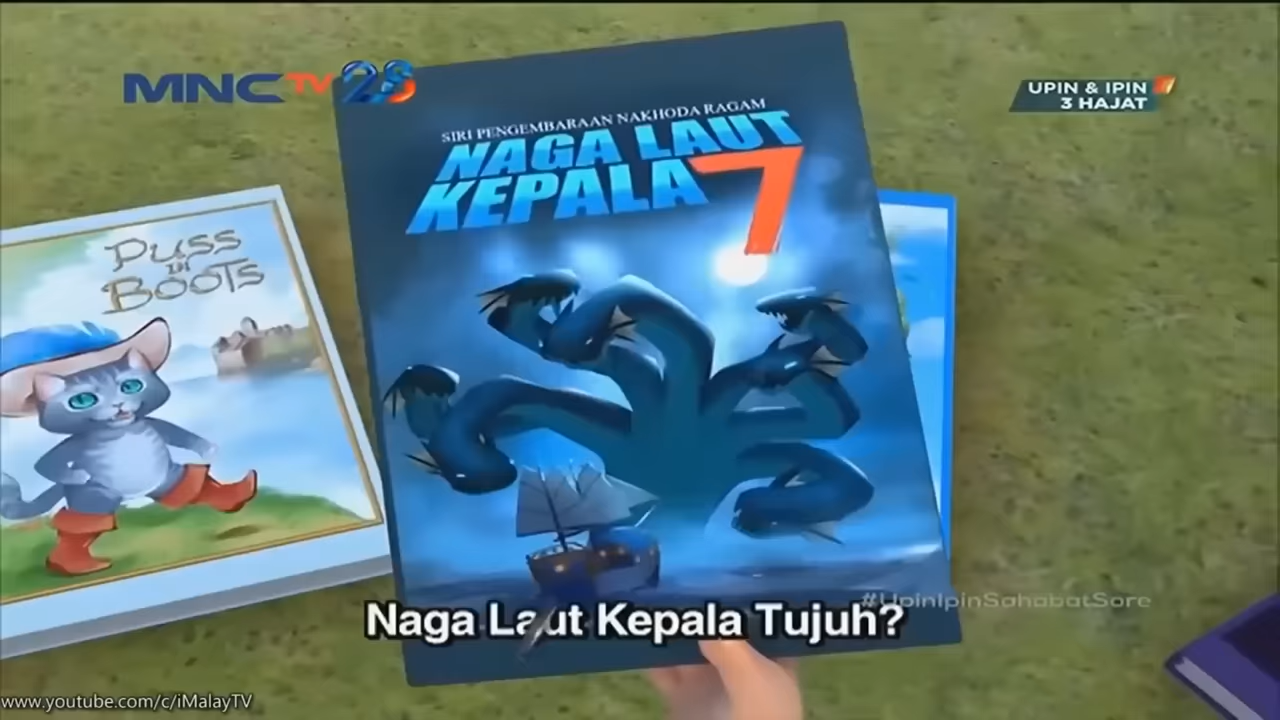 MNCTV 28
UPIN & IPIN
3 HAJAT
SIRI PENGEMBARAAN NAKHODA RAGAM
NAGA LAUT
KEPALA 7
PUSS
IN
BOOTS
#UpinIpinSahabatSore
Naga Laut Kepala Tujuh?
www.youtube.com/c/iMalayTV